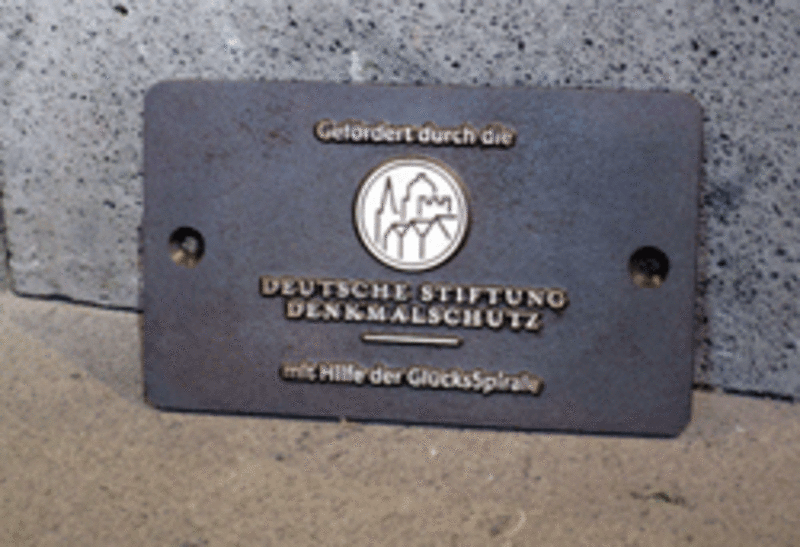 Gefördert durch die
DEUTSCHE STIFTUNG
DENKMALSCHUTZ
mit Hilfe der GlücksSpirale